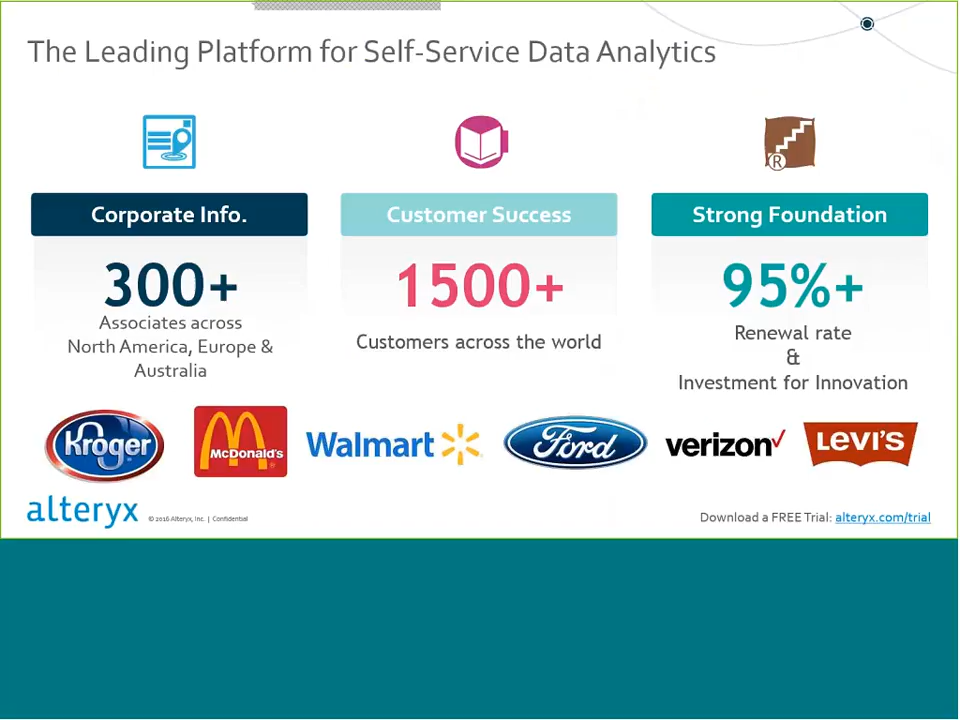 The Leading Platform for Self-Service Data Analytics
®
Corporate Info.
Customer Success
Strong Foundation
300+
1500+
95%+
Associates across
North America, Europe &
Australia
Customers across the world
Renewal rate
&
Investment for Innovation
Kroger
McDonald's
Walmart
Ford
verizon
LEVI'S
alteryx
© 2016 Alteryx, Inc. | Confidential
Download a FREE Trial: alteryx.com/trial